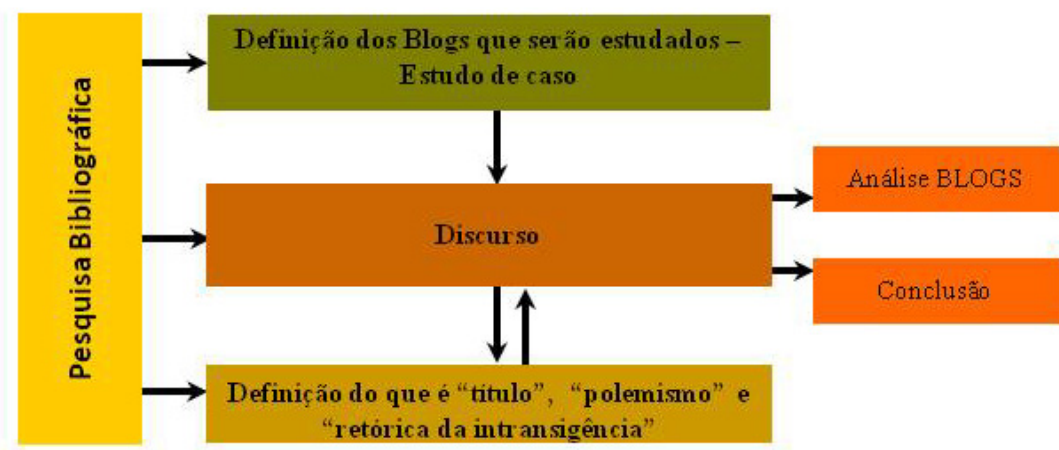 Pesquisa Bibliográfica
Definição dos Blogs que serão estudados –
Estudo de caso
Discurso
Análise BLOGS
Conclusão
Definição do que é “título”, “polemismo” e
“retórica da intransigência”